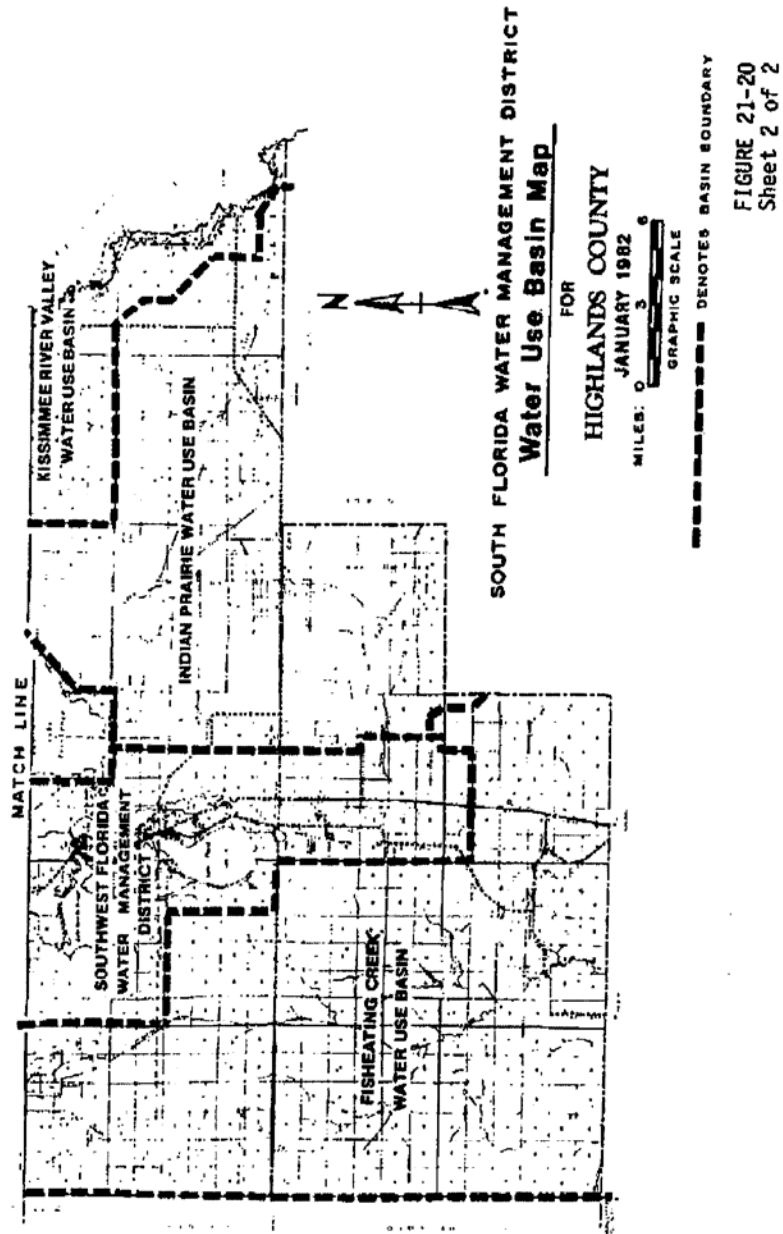 MATCH LINE
KISSIMMEE RIVER VALLEY
WATER USE BASIN
SOUTHWEST FLORIDA
WATER MANAGEMENT
DISTRICT
INDIAN PRAIRIE WATER USE BASIN
FISHEATING CREEK
WATER USE BASIN
N
SOUTH FLORIDA WATER MANAGEMENT DISTRICT
Water Use Basin Map
FOR
HIGHLANDS COUNTY
JANUARY 1982
MILES: 0 3 6
GRAPHIC SCALE
DENOTES BASIN BOUNDARY
FIGURE 21-20
Sheet 2 of 2